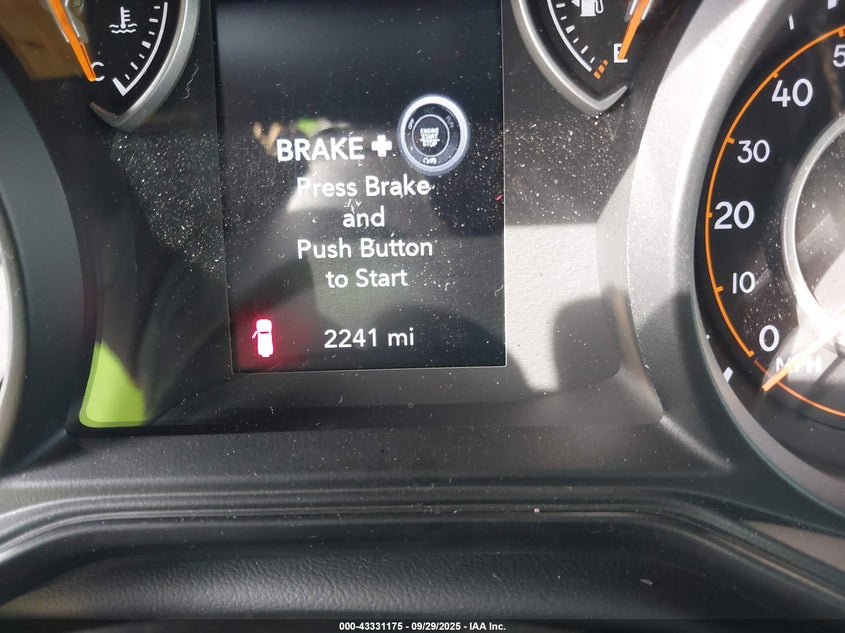 C
E
BRAKE +
ENGINE
START
STOP
Press Brake
and
Push Button
to Start
2241 mi
50
40
30
20
10
0
MPH
000-43331175 - 09/29/2025 - IAA Inc.